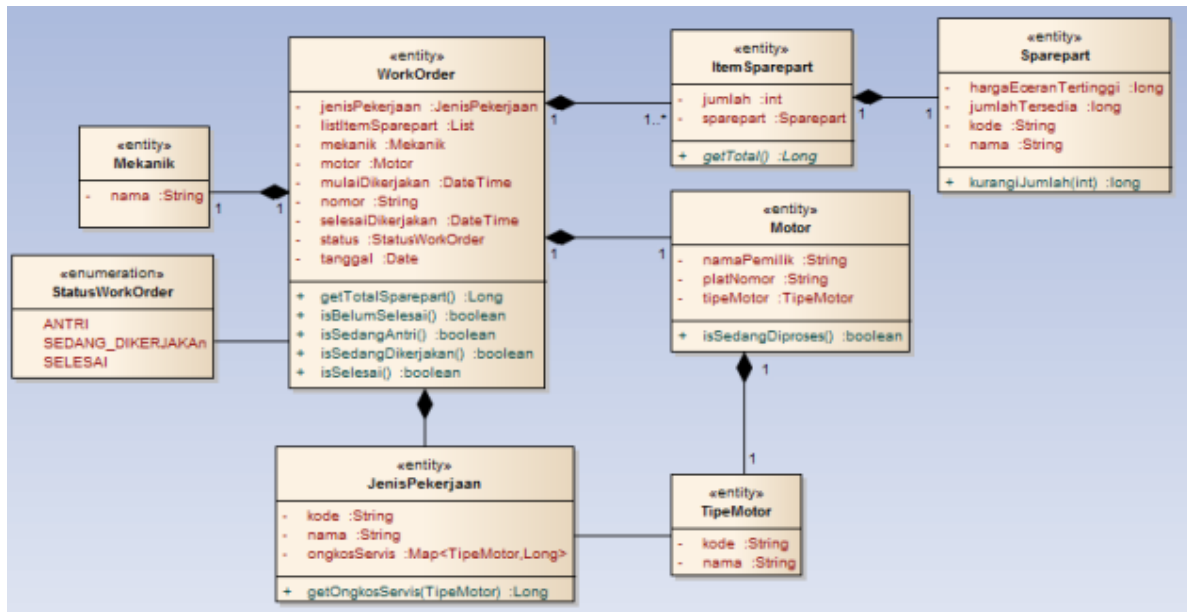 «entity»
WorkOrder
- jenisPekerjaan :JenisPekerjaan
- listItemSparepart :List
- mekanik :Mekanik
- motor :Motor
- mulaiDikerjakan :DateTime
- nomor :String
- selesaiDikerjakan :DateTime
- status :StatusWorkOrder
- tanggal :Date
+ getTotalSparepart() :Long
+ isBelumSelesai() :boolean
+ isSedangAntri() :boolean
+ isSedangDikerjakan() :boolean
+ isSelesai() :boolean
1
1..*
«entity»
ItemSparepart
- jumlah :int
- sparepart :Sparepart
+ getTotal() :Long
1
1
«entity»
Sparepart
- hargaEceranTertinggi :long
- jumlahTersedia :long
- kode :String
- nama :String
+ kurangiJumlah(int) :long
«entity»
Mekanik
- nama :String
1
1
«enumeration»
StatusWorkOrder
ANTRI
SEDANG_DIKERJAKAn
SELESAI
1
1
«entity»
Motor
- namaPemilik :String
- platNomor :String
- tipeMotor :TipeMotor
+ isSedangDiproses() :boolean
1
1
«entity»
JenisPekerjaan
- kode :String
- nama :String
- ongkosServis :Map<TipeMotor,Long>
+ getOngkosServis(TipeMotor) :Long
«entity»
TipeMotor
- kode :String
- nama :String